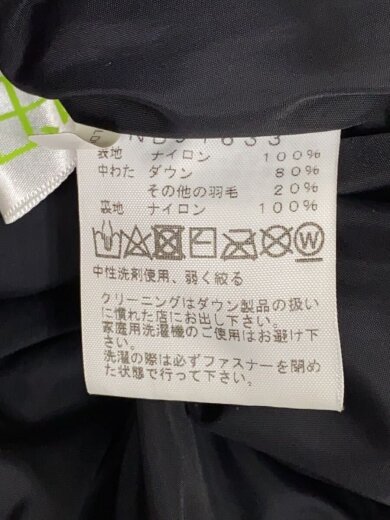 表地 ナイロン 100%
中わた ダウン 80%
その他の羽毛 20%
裏地 ナイロン 100%
W
中性洗剤使用、弱く絞る
クリーニングはダウン製品の扱い
に慣れた店にお出し下さい。
家庭用洗濯機のご使用はお避け下
さい。
洗濯の際は必ずファスナーを閉め
た状態で行って下さい。